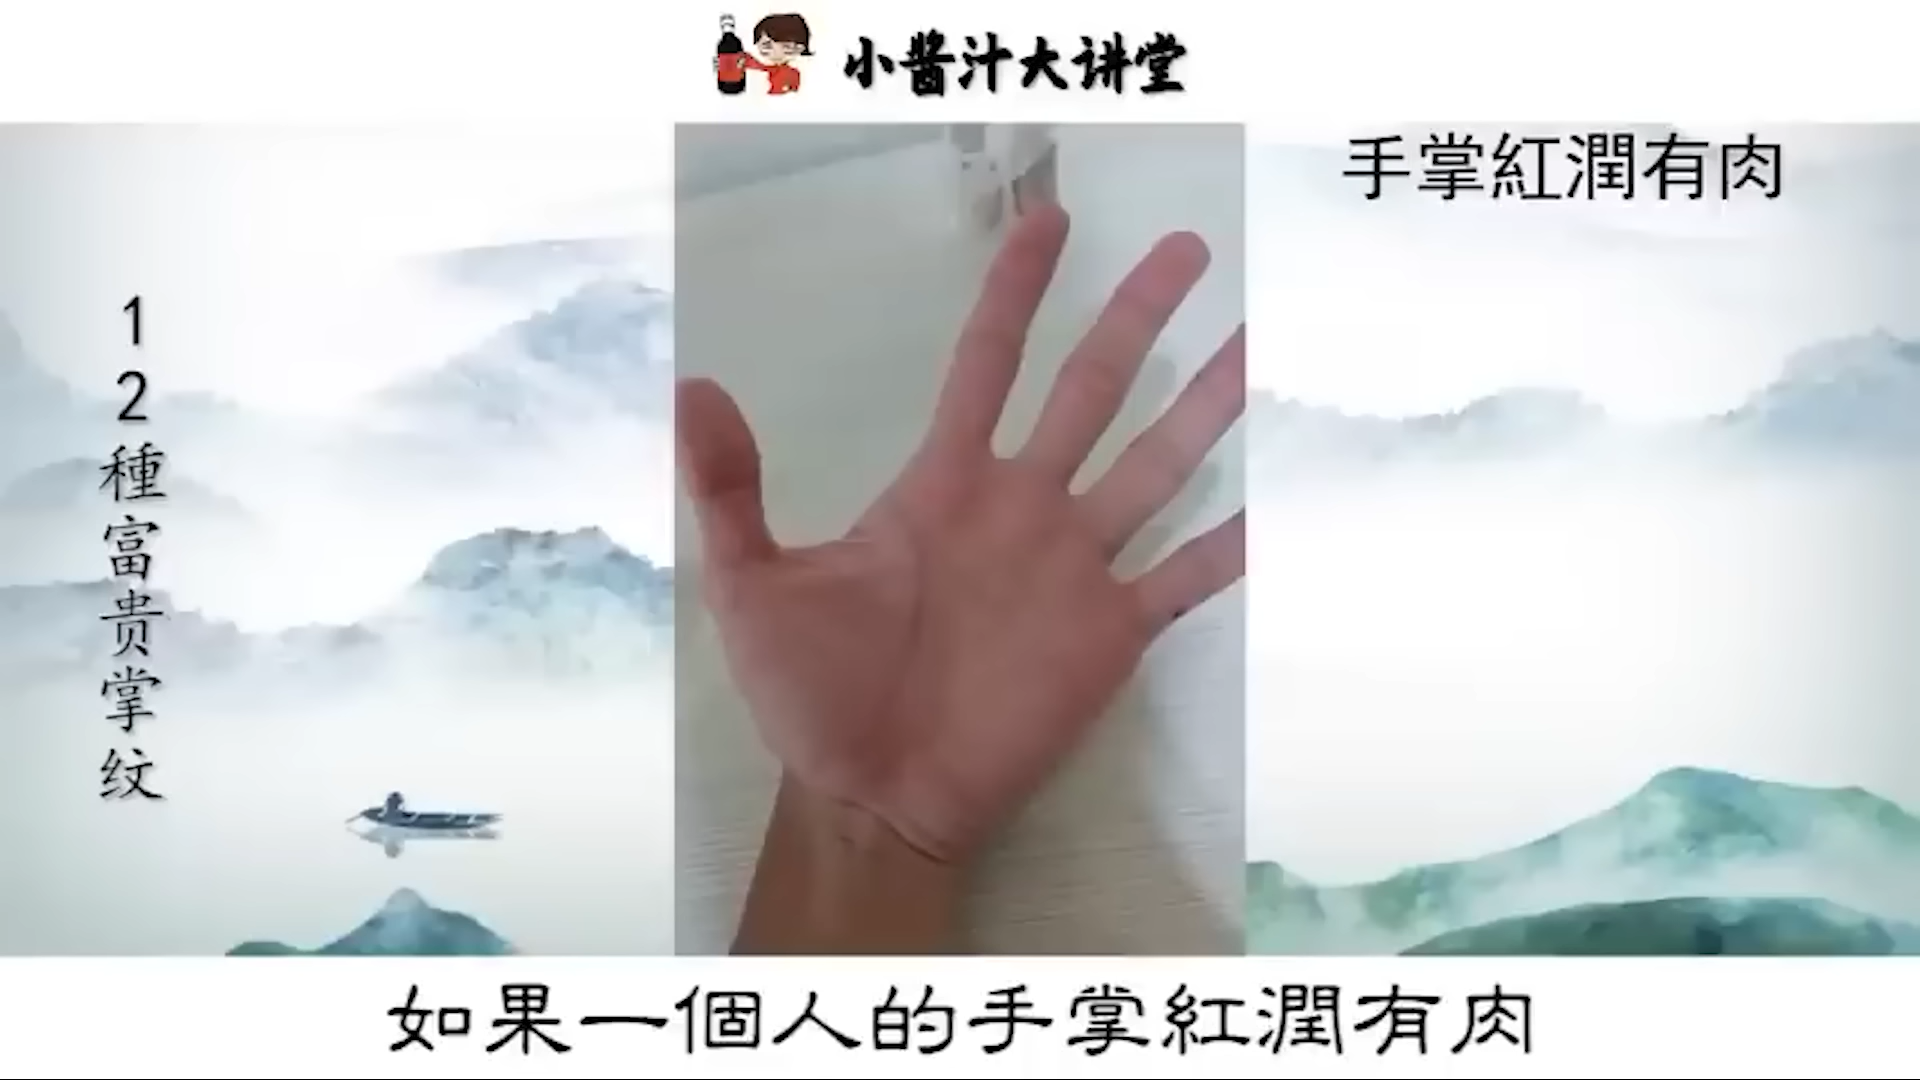 小酱汁大讲堂
手掌紅潤有肉
12種富贵掌纹
如果一個人的手掌紅潤有肉